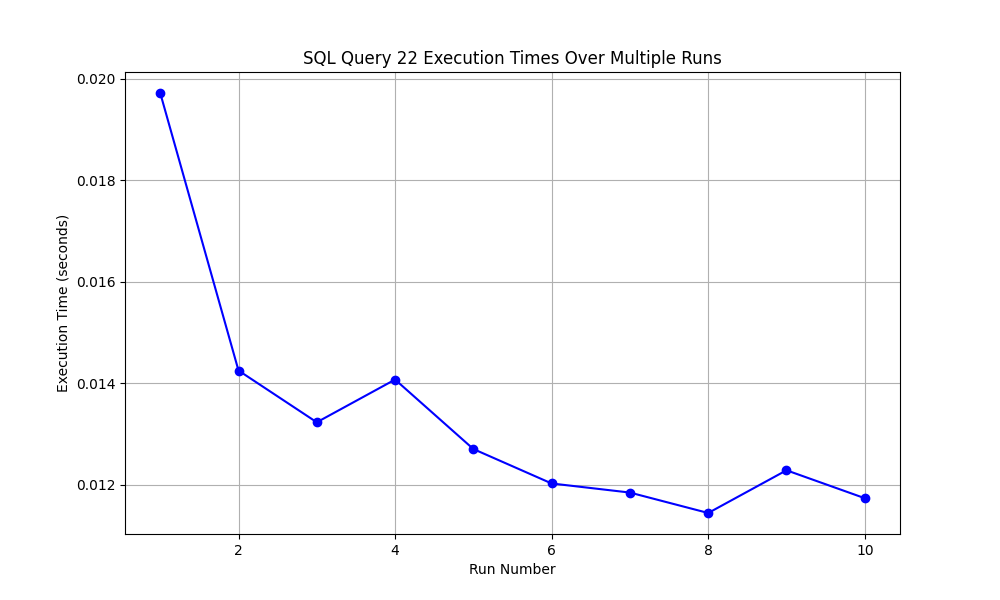 SQL Query 22 Execution Times Over Multiple Runs
0.020
0.018
0.016
0.014
0.012
Execution Time (seconds)
2 4 6 8 10
Run Number